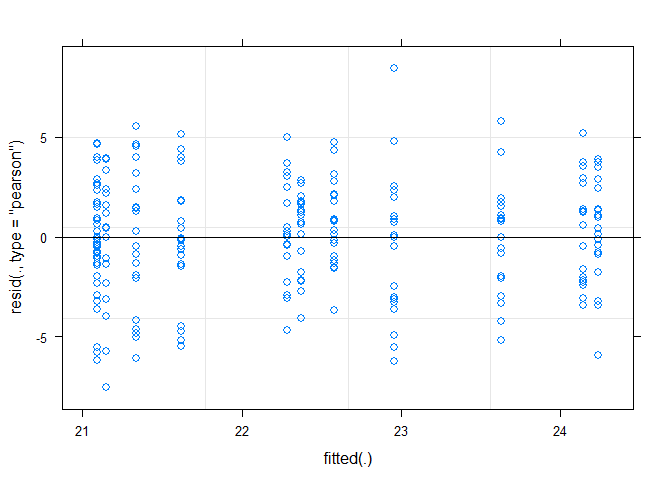 resid(., type = "pearson")
5
0
-5
21 22 23 24
fitted(.)